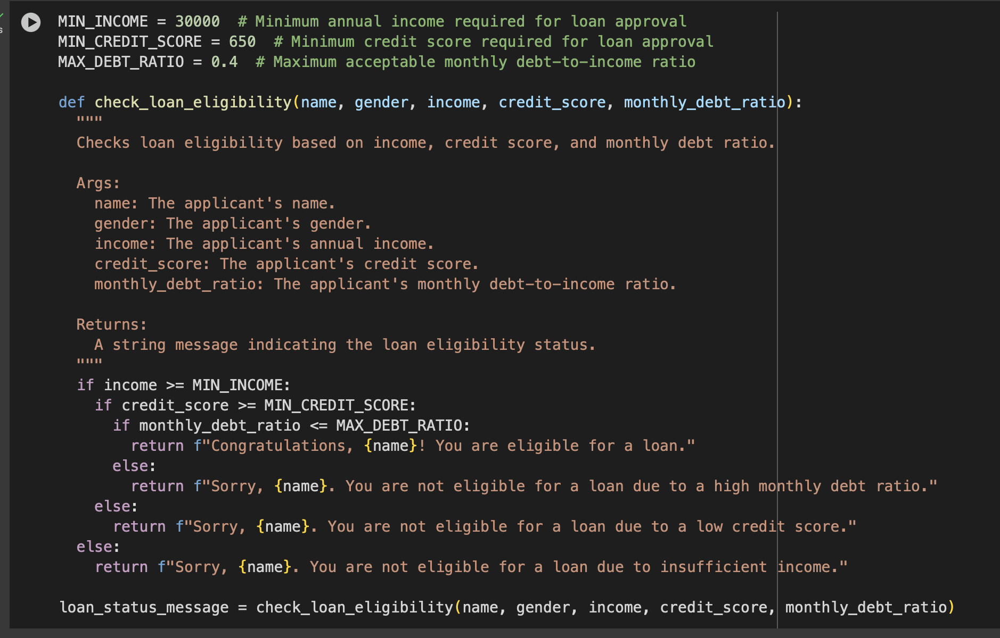 MIN_INCOME = 30000  # Minimum annual income required for loan approval
MIN_CREDIT_SCORE = 650  # Minimum credit score required for loan approval
MAX_DEBT_RATIO = 0.4  # Maximum acceptable monthly debt-to-income ratio

def check_loan_eligibility(name, gender, income, credit_score, monthly_debt_ratio):
  """
  Checks loan eligibility based on income, credit score, and monthly debt ratio.

  Args:
    name: The applicant's name.
    gender: The applicant's gender.
    income: The applicant's annual income.
    credit_score: The applicant's credit score.
    monthly_debt_ratio: The applicant's monthly debt-to-income ratio.

  Returns:
    A string message indicating the loan eligibility status.
  """
  if income >= MIN_INCOME:
    if credit_score >= MIN_CREDIT_SCORE:
      if monthly_debt_ratio <= MAX_DEBT_RATIO:
        return f"Congratulations, {name}! You are eligible for a loan."
      else:
        return f"Sorry, {name}. You are not eligible for a loan due to a high monthly debt ratio."
    else:
      return f"Sorry, {name}. You are not eligible for a loan due to a low credit score."
  else:
    return f"Sorry, {name}. You are not eligible for a loan due to insufficient income."

loan_status_message = check_loan_eligibility(name, gender, income, credit_score, monthly_debt_ratio)